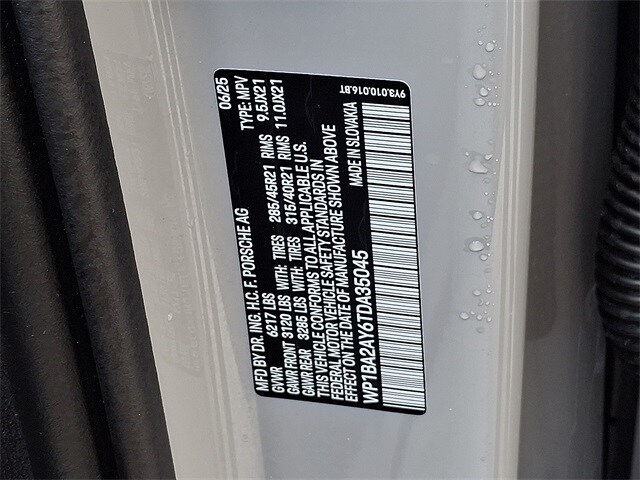 MFD BY DR. ING. H.C. F. PORSCHE AG 06/25
GVWR 6217 LBS TYPE: MPV
GAWR FRONT 3120 LBS WITH: TIRES 285/45R21 RIMS 9.5JX21
GAWR REAR 3285 LBS WITH: TIRES 315/40R21 RIMS 11.0JX21
THIS VEHICLE CONFORMS TO ALL APPLICABLE U.S.
FEDERAL MOTOR VEHICLE SAFETY STANDARDS IN
EFFECT ON THE DATE OF MANUFACTURE SHOWN ABOVE
WP1BA2AY6TDA35045 MADE IN SLOVAKIA
9Y3.010.016.BT